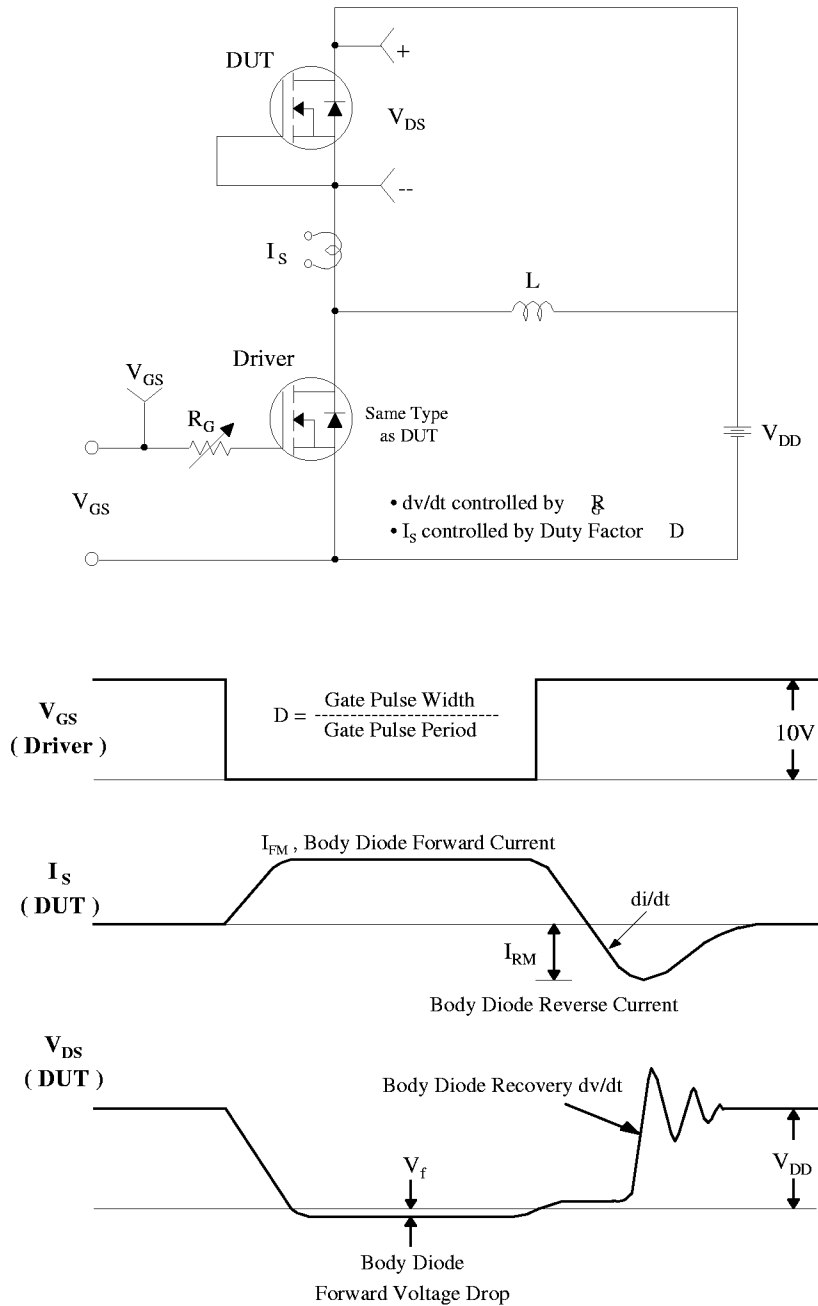 DUT
+
V_DS
--
I_S
L
Driver
V_GS
R_G
Same Type
as DUT
V_DD
V_GS
• dv/dt controlled by R_G
• I_S controlled by Duty Factor D
V_GS
( Driver )
D = Gate Pulse Width
Gate Pulse Period
10V
I_FM , Body Diode Forward Current
I_S
( DUT )
di/dt
I_RM
Body Diode Reverse Current
V_DS
( DUT )
Body Diode Recovery dv/dt
V_f
V_DD
Body Diode
Forward Voltage Drop